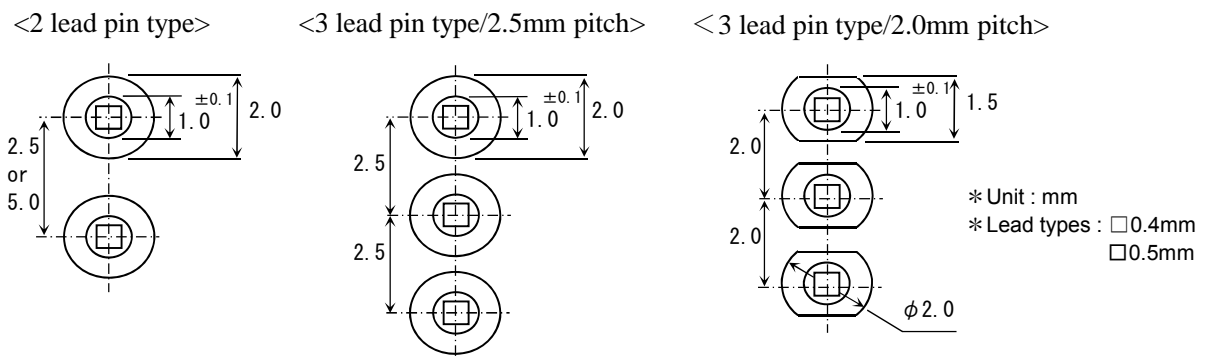 <2 lead pin type>
<3 lead pin type/2.5mm pitch>
＜3 lead pin type/2.0mm pitch>
±0.1
1.0
2.0
2.5
or
5.0
±0.1
1.0
2.0
2.5
2.5
±0.1
1.0
1.5
2.0
2.0
φ2.0
＊Unit : mm
＊Lead types : □0.4mm
□0.5mm